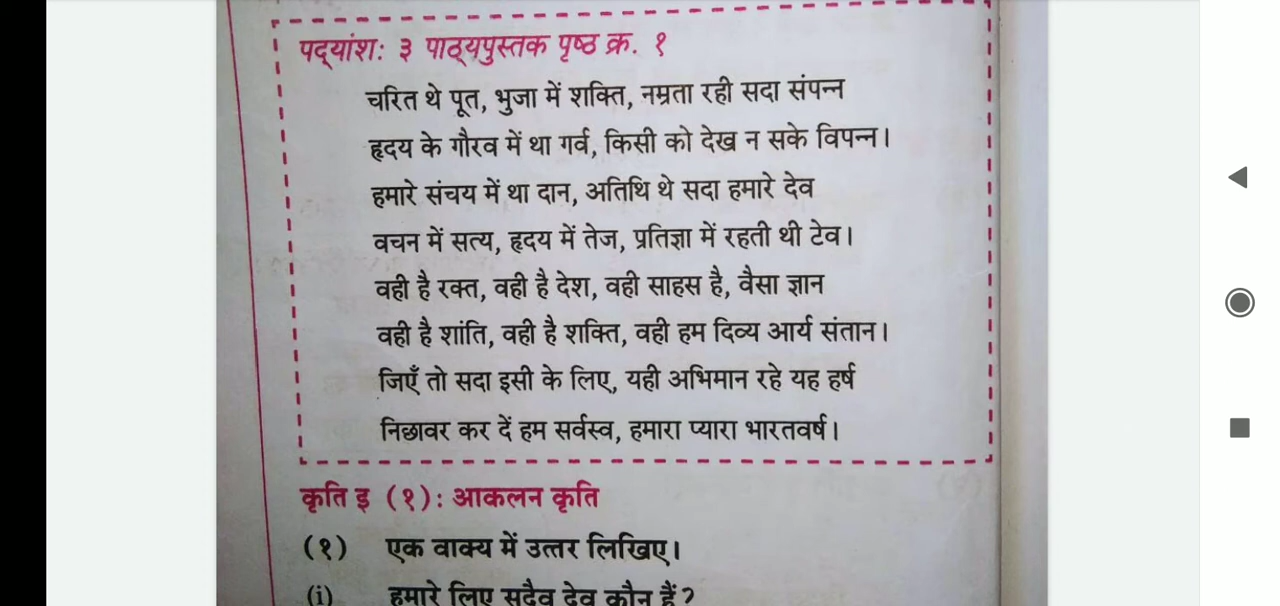 पद्यांश: ३ पाठ्यपुस्तक पृष्ठ क्र. १
चरित थे पूत, भुजा में शक्ति, नम्रता रही सदा संपन्न
हृदय के गौरव में था गर्व, किसी को देख न सके विपन्न।
हमारे संचय में था दान, अतिथि थे सदा हमारे देव
वचन में सत्य, हृदय में तेज, प्रतिज्ञा में रहती थी टेव।
वही है रक्त, वही है देश, वही साहस है, वैसा ज्ञान
वही है शांति, वही है शक्ति, वही हम दिव्य आर्य संतान।
जिएँ तो सदा इसी के लिए, यही अभिमान रहे यह हर्ष
निछावर कर दें हम सर्वस्व, हमारा प्यारा भारतवर्ष।
कृति इ (१): आकलन कृति
(१) एक वाक्य में उत्तर लिखिए।
(i) हमारे लिए सदैव देव कौन हैं?